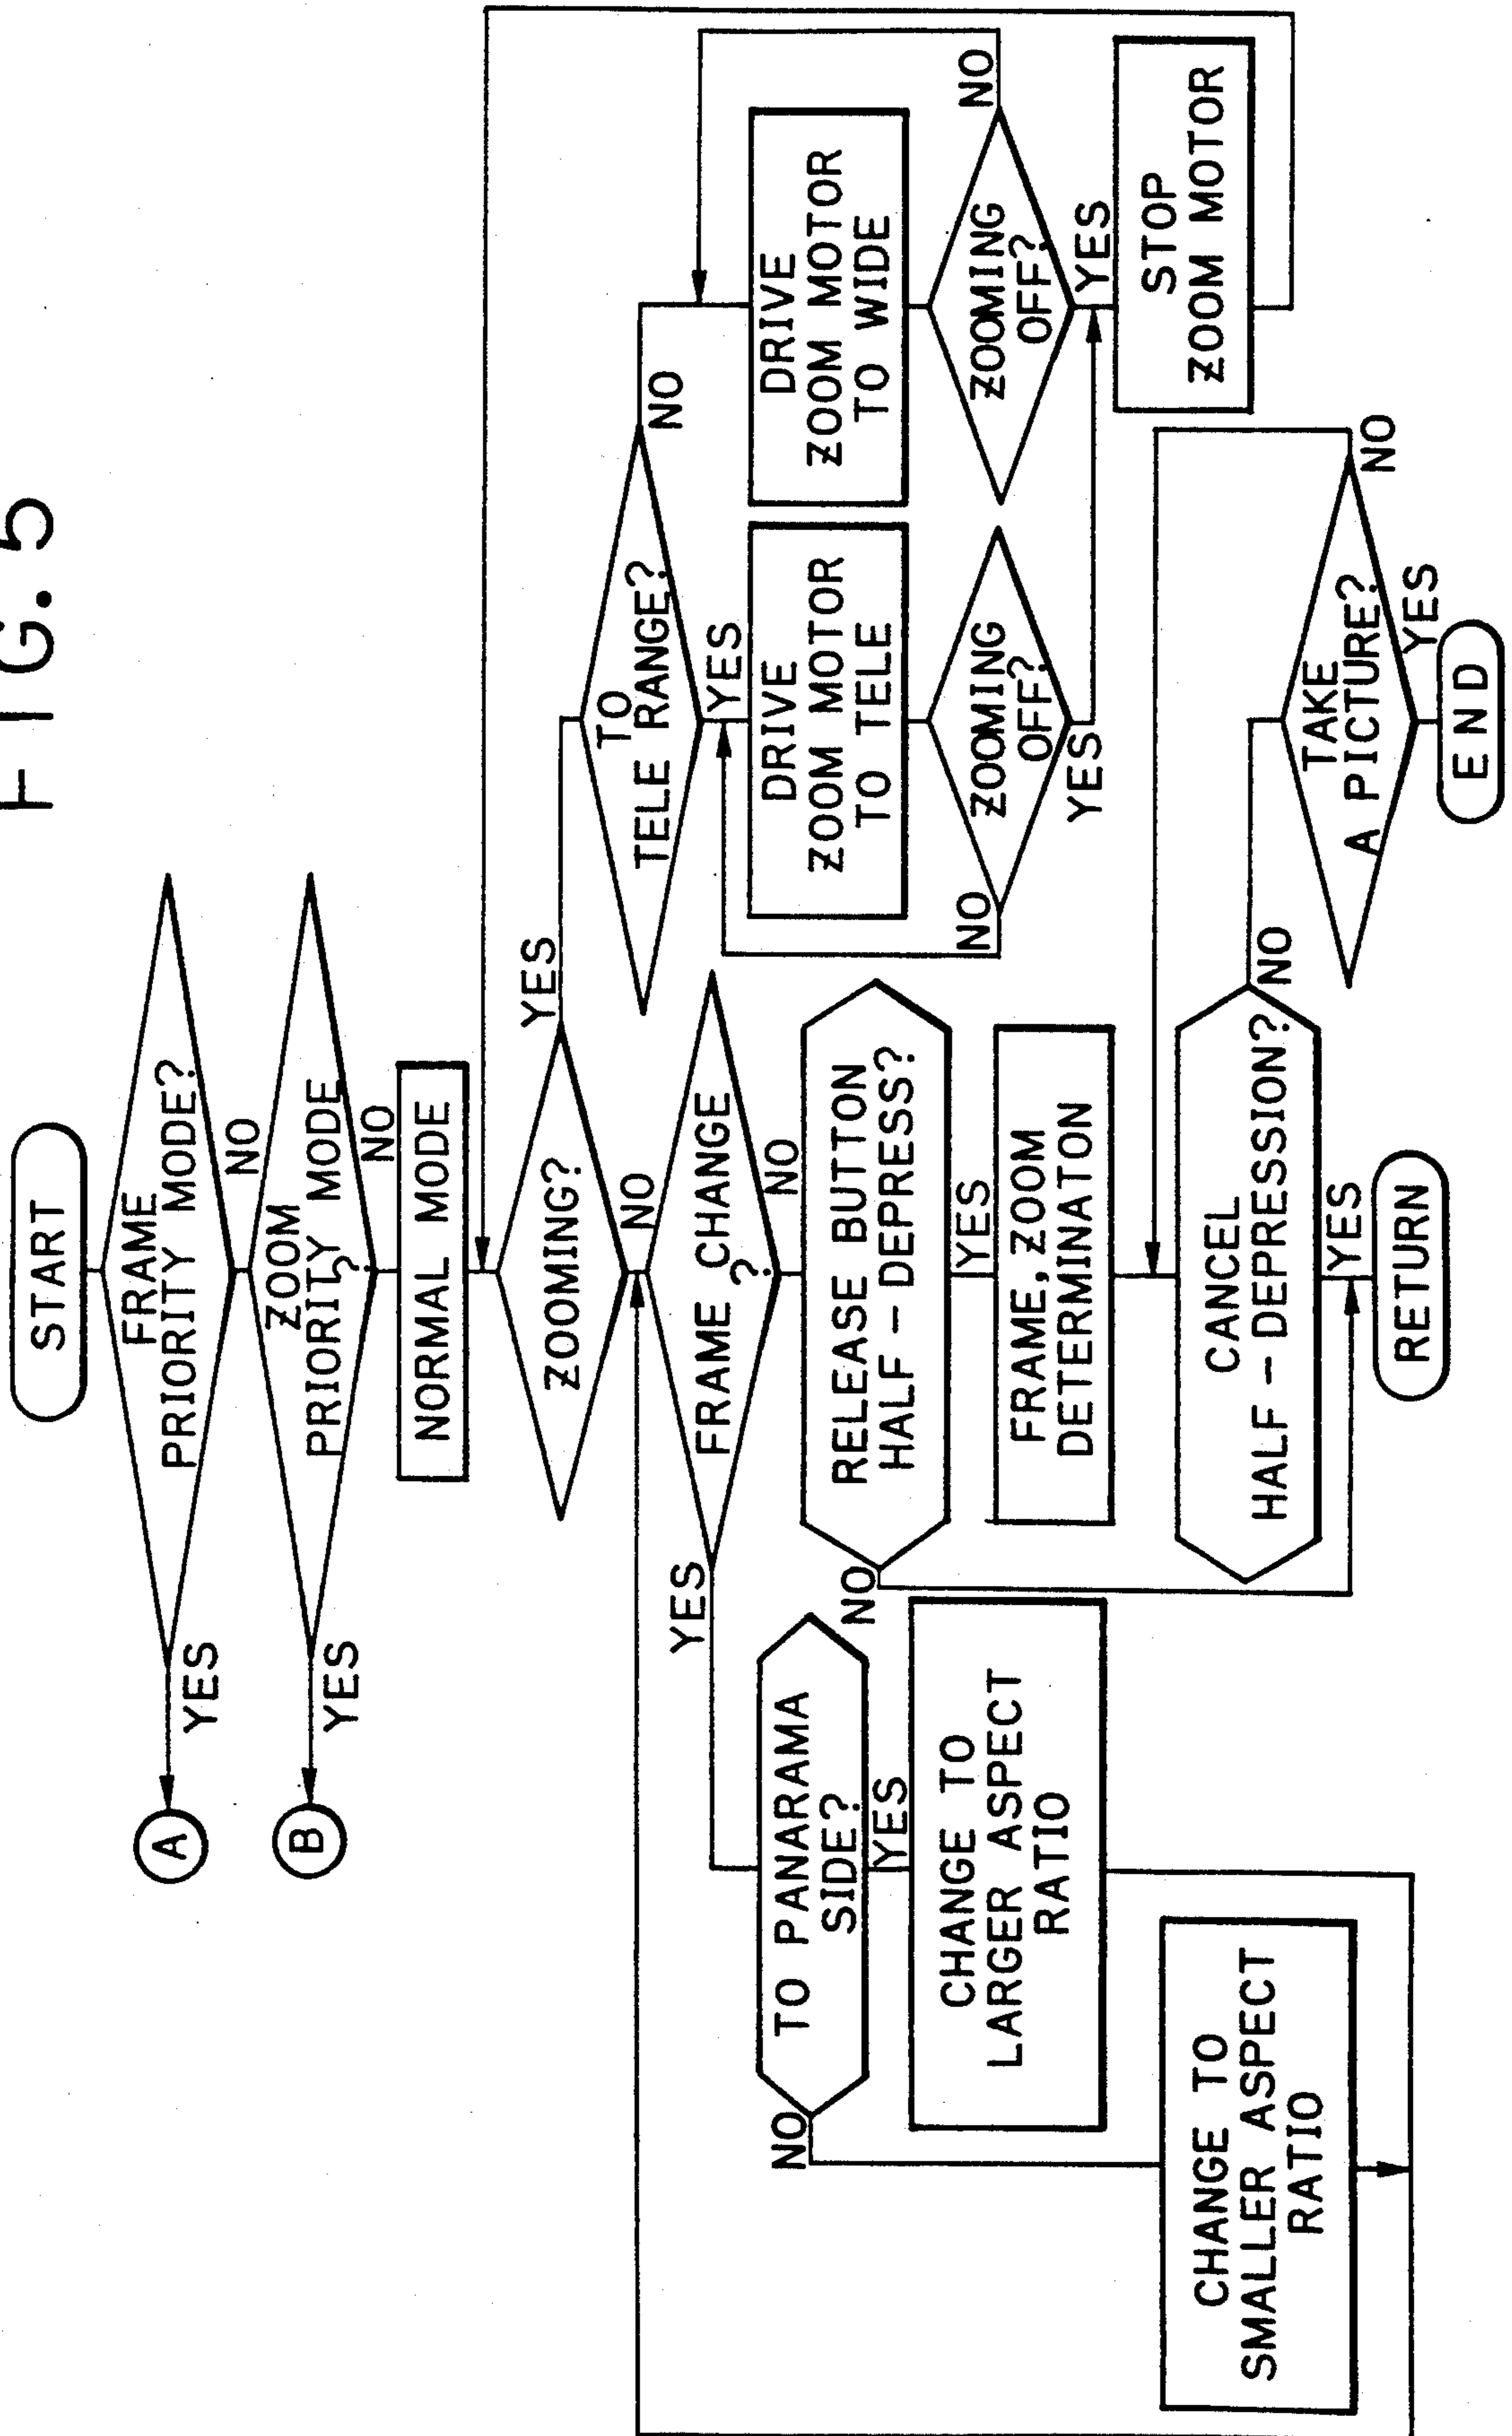 FIG. 5
START
FRAME
PRIORITY MODE?
YES
A
NO
ZOOM
PRIORITY MODE
?
YES
B
NO
NORMAL MODE
ZOOMING?
YES
NO
TO
TELE RANGE?
NO
YES
DRIVE
ZOOM MOTOR
TO TELE
DRIVE
ZOOM MOTOR
TO WIDE
ZOOMING
OFF?
NO
YES
ZOOMING
OFF?
NO
YES
STOP
ZOOM MOTOR
FRAME CHANGE
?
YES
NO
TO PANARAMA
SIDE?
NO
YES
CHANGE TO
LARGER ASPECT
RATIO
CHANGE TO
SMALLER ASPECT
RATIO
RELEASE BUTTON
HALF-DEPRESS?
NO
YES
FRAME,ZOOM
DETERMINATON
CANCEL
HALF-DEPRESSION?
NO
YES
RETURN
TAKE
A PICTURE?
NO
YES
END